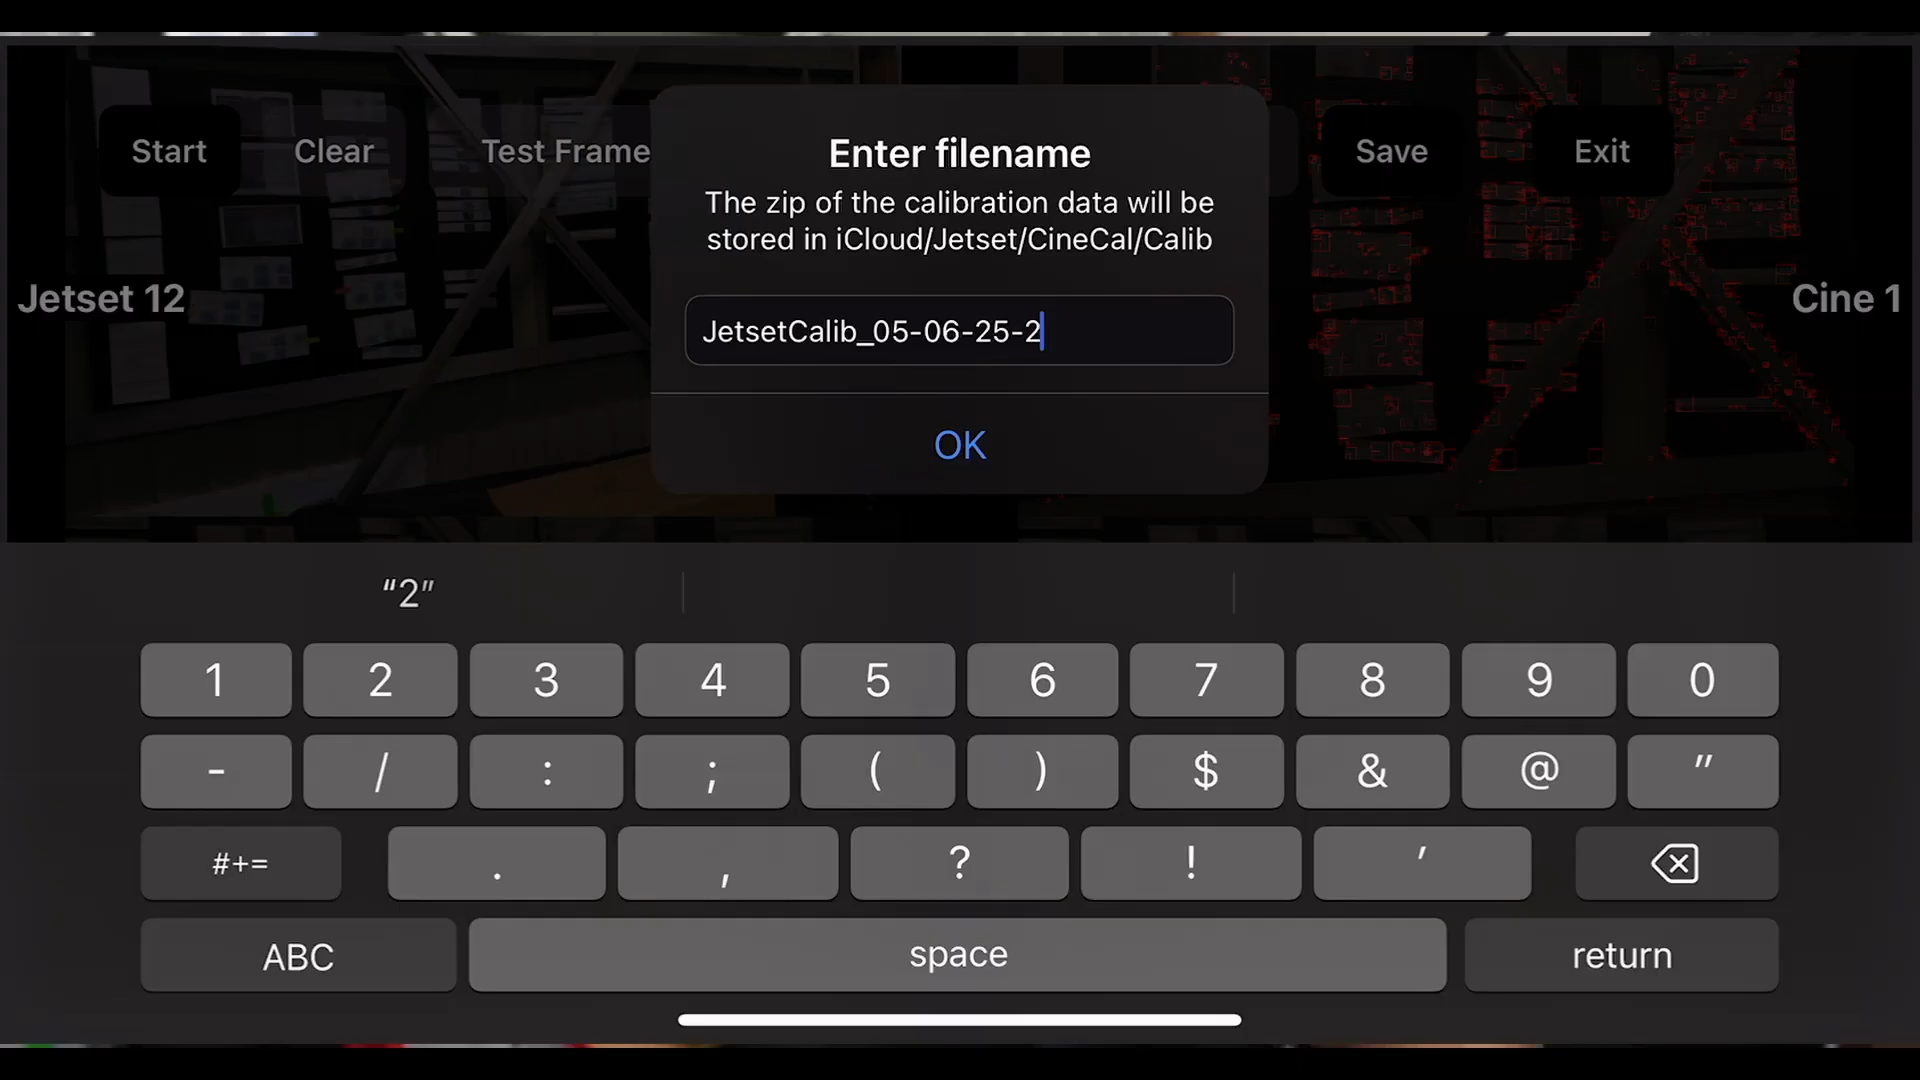 Start
Clear
Test Frame
Save
Exit
Enter filename
The zip of the calibration data will be
stored in iCloud/Jetset/CineCal/Calib
Jetset 12
Cine 1
JetsetCalib_05-06-25-2
OK
“2”
1 2 3 4 5 6 7 8 9 0
- / : ; ( ) $ & @ "
#+= . , ? ! '
ABC space return